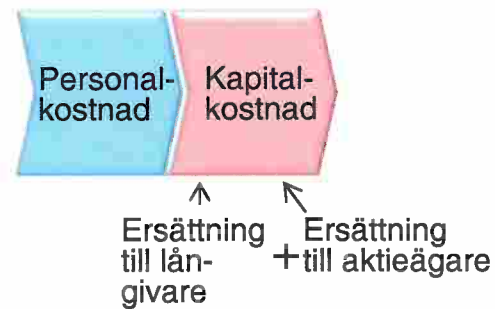 Personal-
kostnad
Kapital-
kostnad
Ersättning
till lån-
givare
+
Ersättning
till aktieägare